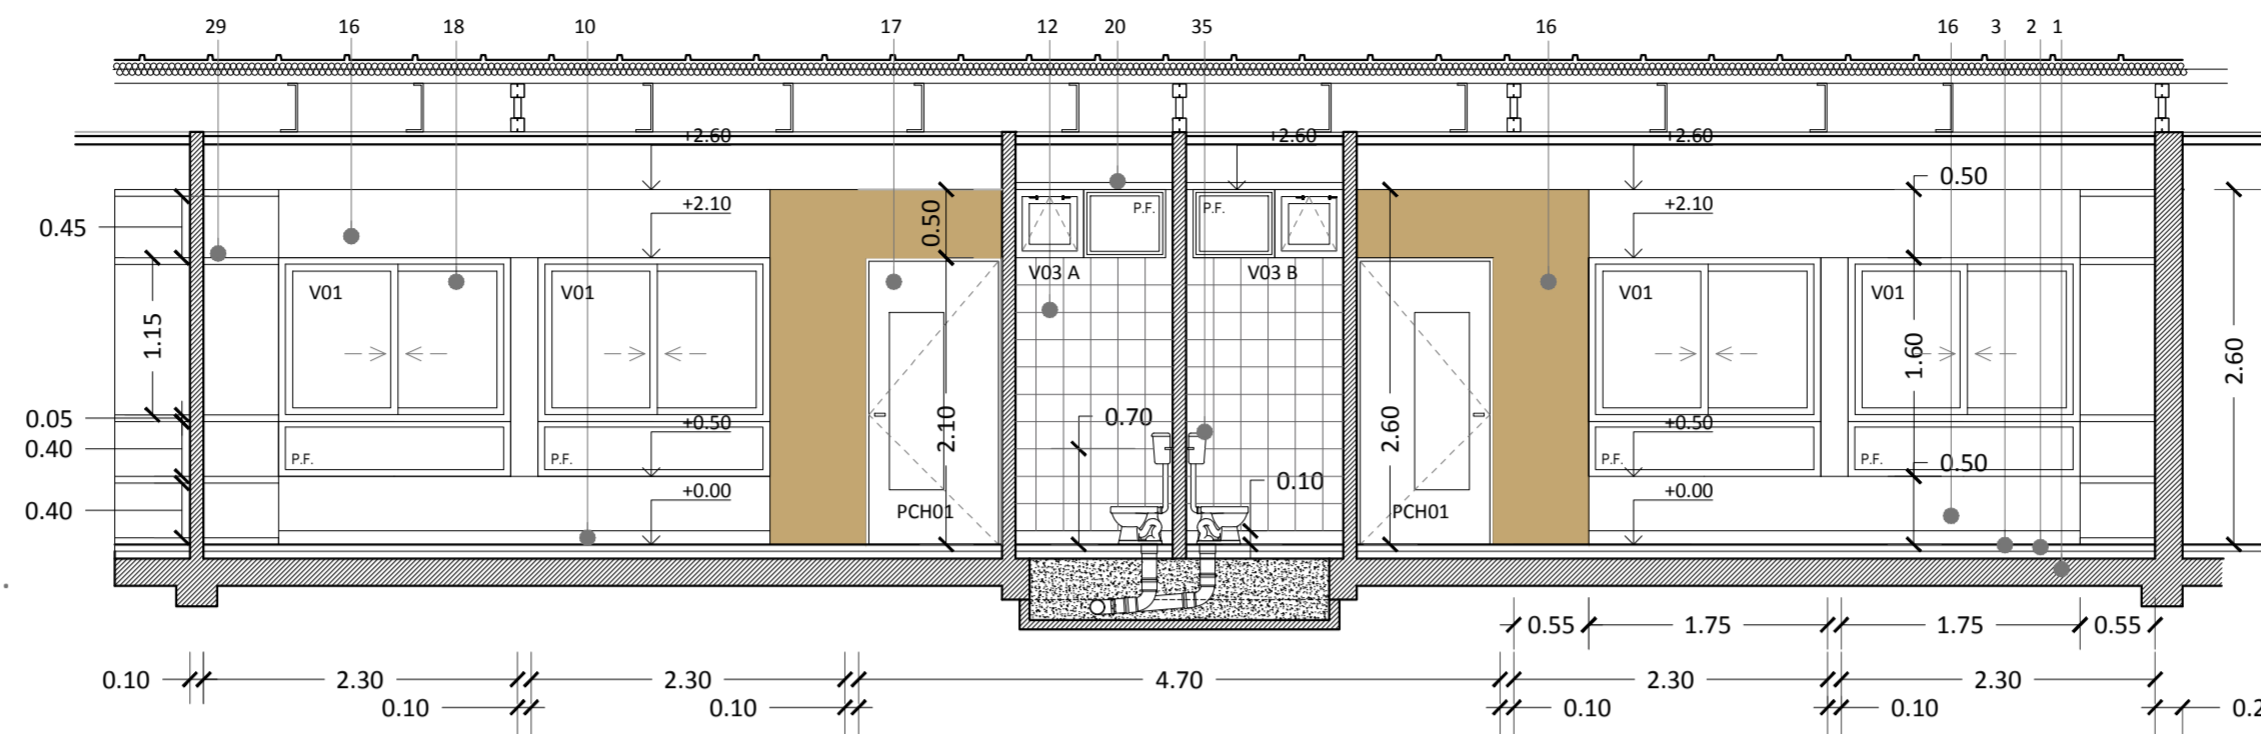 29 16 18 10 17 12 20 35 16 16 3 2 1
+2.60 +2.60 +2.60
0.50
+2.10 0.50 +2.10
0.45
P.F. P.F.
V03 A V03 B
V01 V01 V01 V01
1.15 1.60 2.60
0.05 0.70
0.40 +0.50 2.10 2.60 +0.50
P.F. P.F. P.F. P.F. 0.50
0.10
+0.00 +0.00
0.40 PCH01 PCH01
0.55 1.75 1.75 0.55
0.10 2.30 2.30 4.70 2.30 2.30
0.10 0.10 0.10 0.10